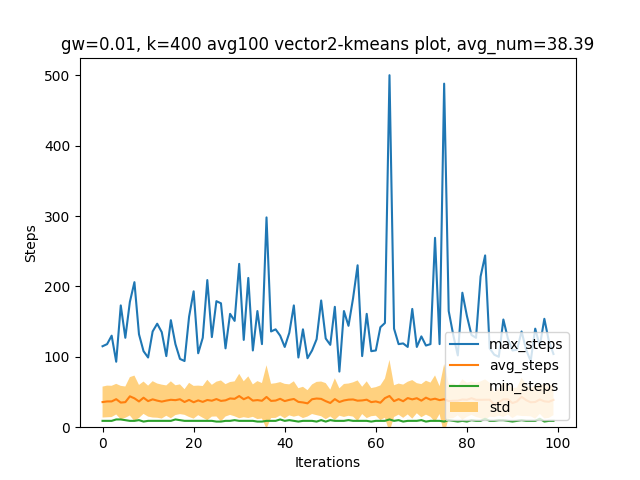 gw=0.01, k=400 avg100 vector2-kmeans plot, avg_num=38.39
500
400
300
200
100
0
Steps
max_steps
avg_steps
min_steps
std
0
20
40
60
80
100
Iterations